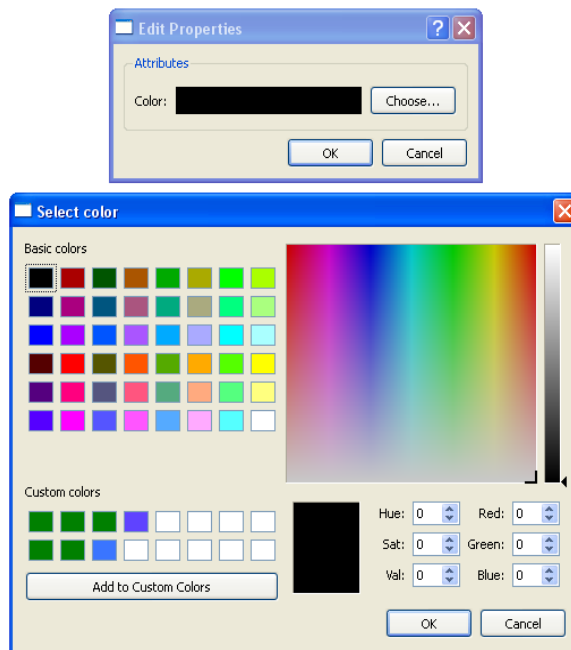 Edit Properties
Attributes
Color:
Choose...
OK
Cancel
Select color
Basic colors
Custom colors
Hue: 0
Red: 0
Sat: 0
Green: 0
Val: 0
Blue: 0
Add to Custom Colors
OK
Cancel